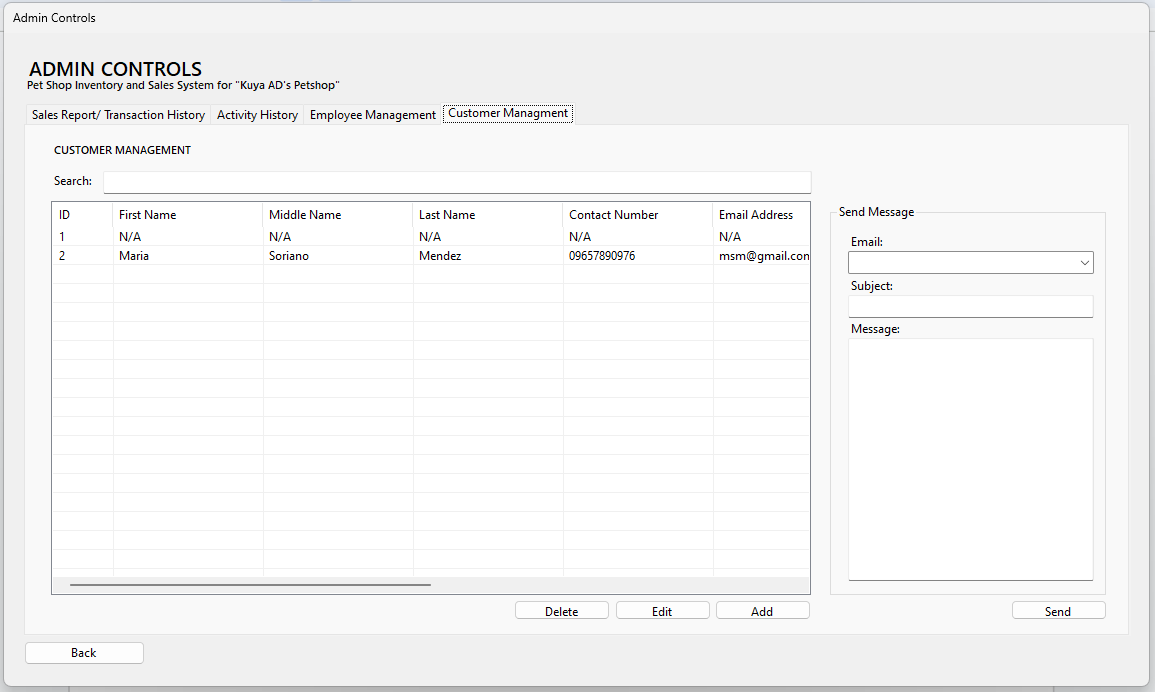 Admin Controls
ADMIN CONTROLS
Pet Shop Inventory and Sales System for "Kuya AD's Petshop"
Sales Report/ Transaction History Activity History Employee Management Customer Managment
CUSTOMER MANAGEMENT
Search:
ID First Name Middle Name Last Name Contact Number Email Address
1 N/A N/A N/A N/A N/A
2 Maria Soriano Mendez 09657890976 msm@gmail.con
Delete Edit Add
Send Message
Email:
Subject:
Message:
Send
Back